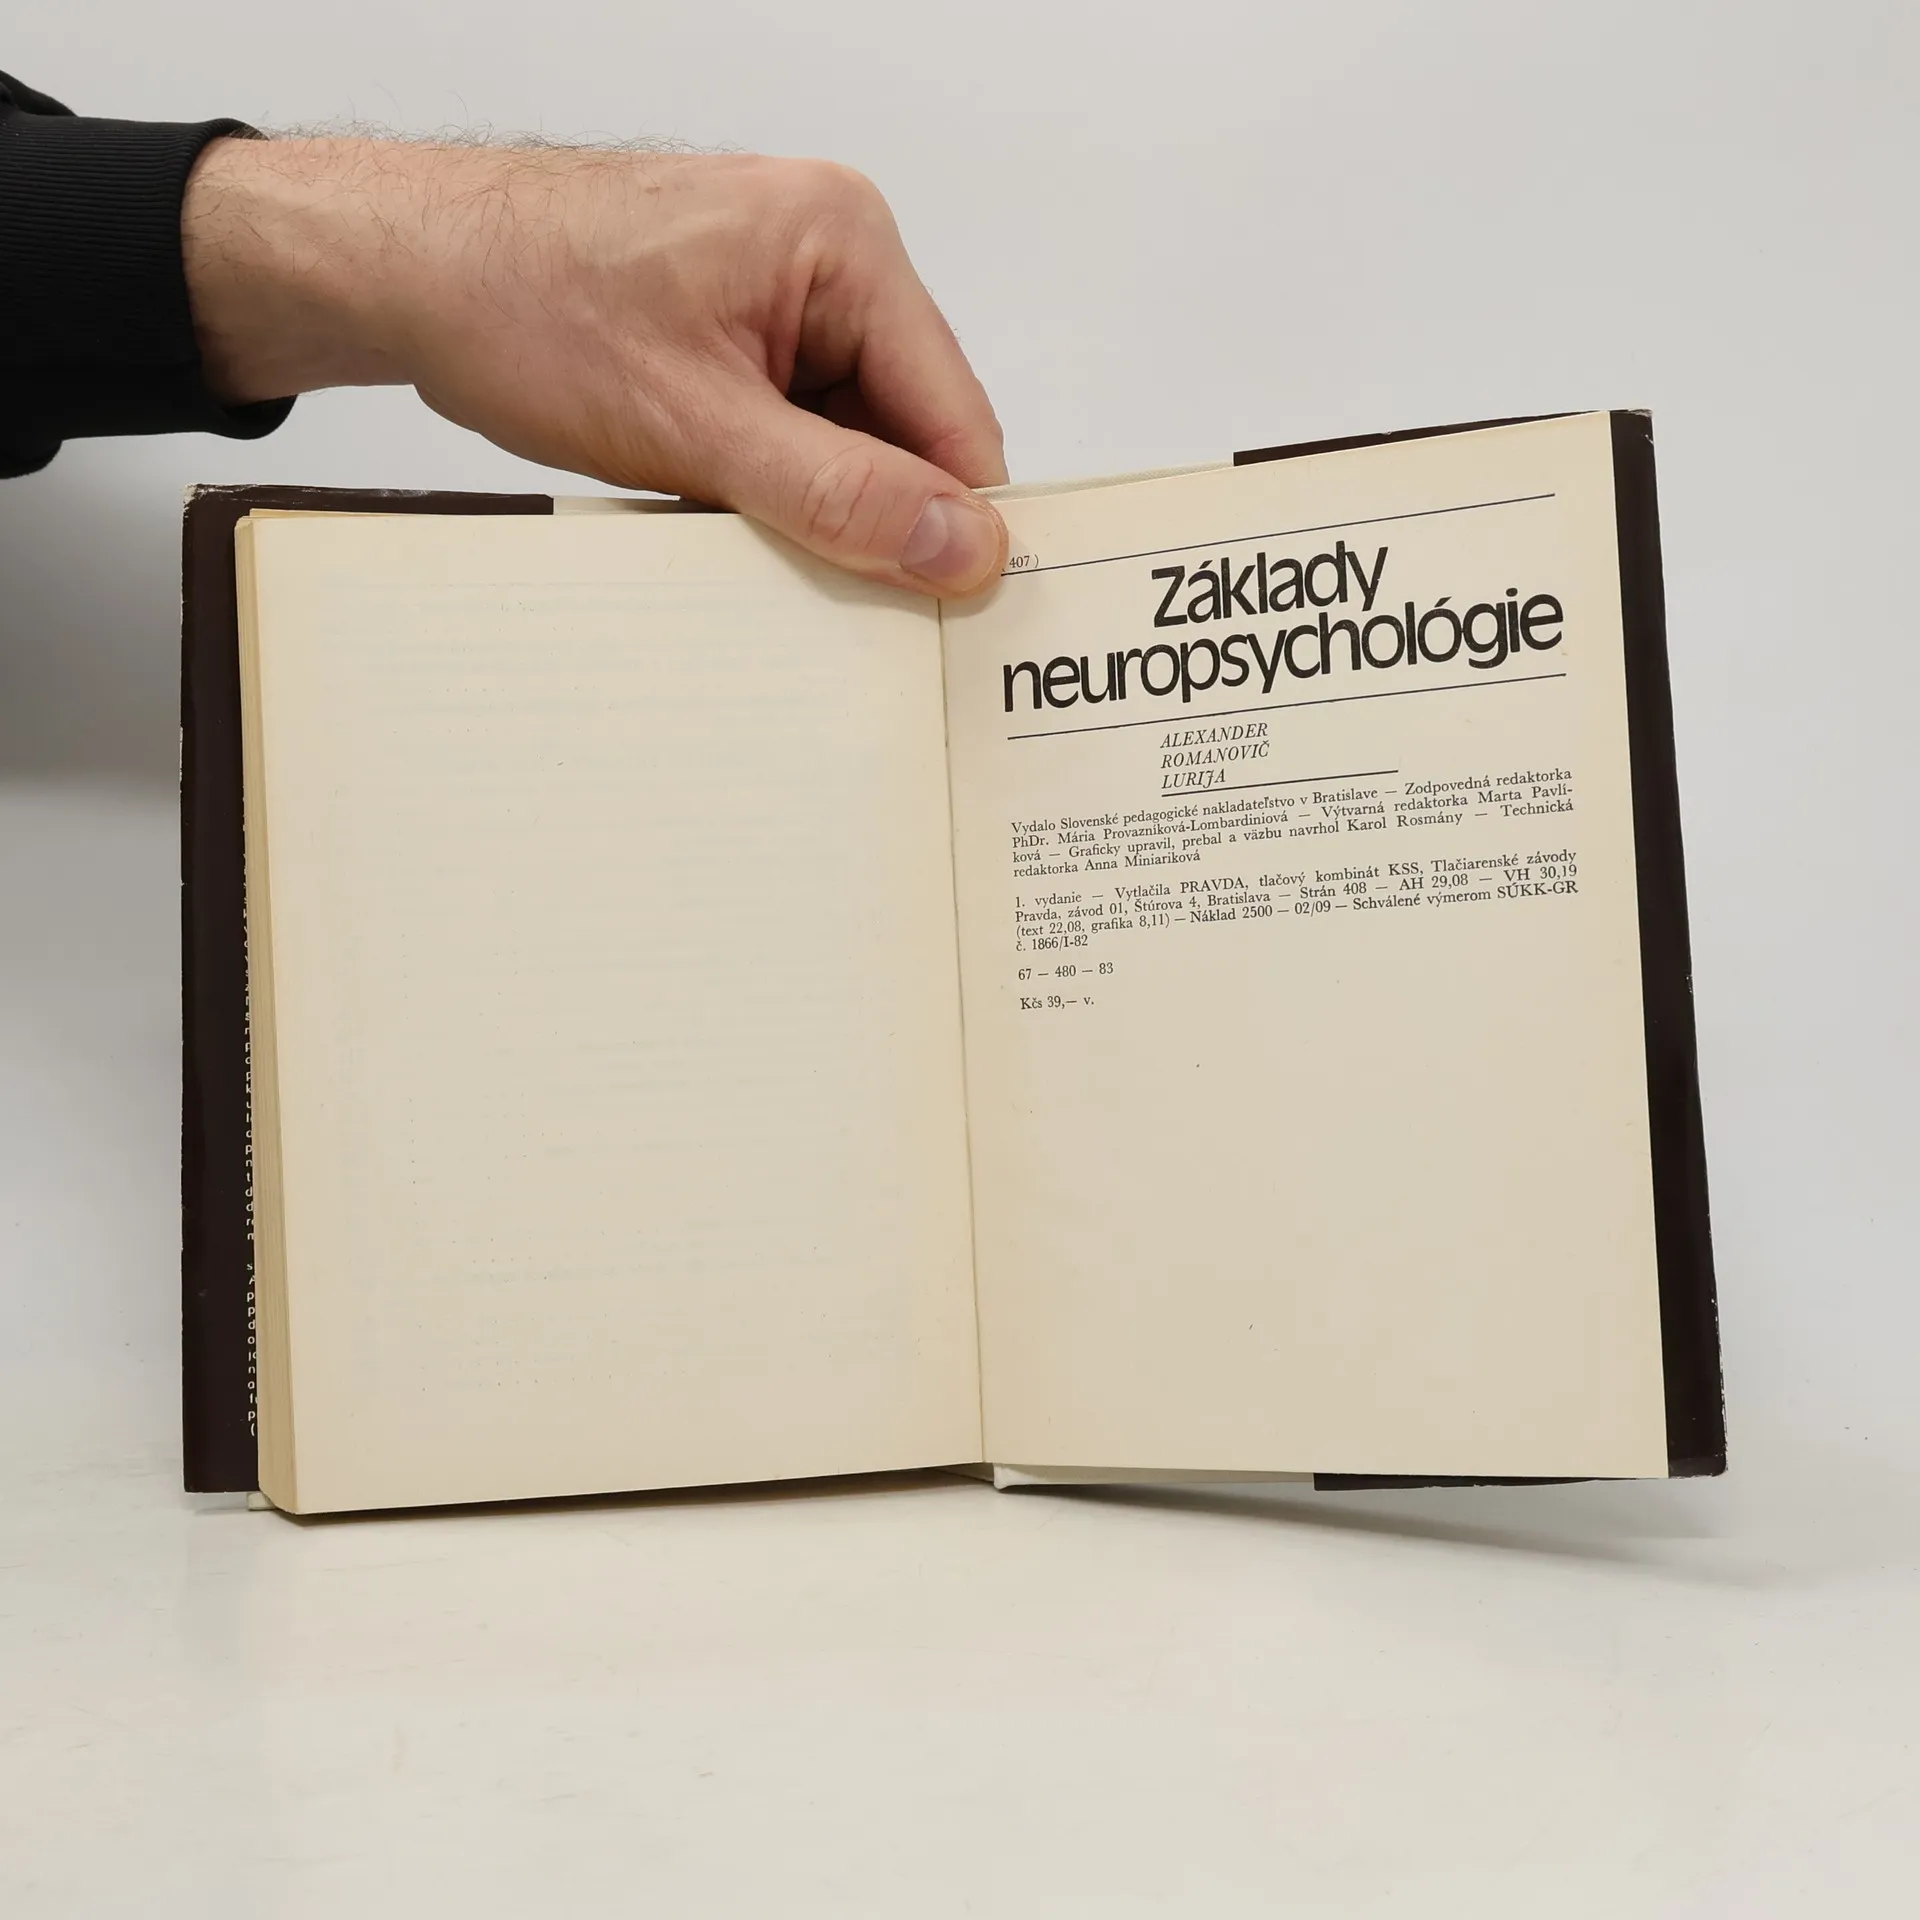 407 )
Základy
neuropsychológie
ALEXANDER
ROMANOVIČ
LURIJA
Vydalo Slovenské pedagogické nakladateľstvo v Bratislave — Zodpovedná redaktorka
PhDr. Mária Provazníková-Lombardiniová — Výtvarná redaktorka Marta Pavlí-
ková — Graficky upravil, prebal a väzbu navrhol Karol Rosmány — Technická
redaktorka Anna Miniariková
1. vydanie — Vytlačila PRAVDA, tlačový kombinát KSS, Tlačiarenské závody
Pravda, závod 01, Štúrova 4, Bratislava — Strán 408 — AH 29,08 — VH 30,19
(text 22,08, grafika 8,11) — Náklad 2500 — 02/09 — Schválené výmerom SÚKK-GR
č. 1866/I-82
67 — 480 — 83
Kčs 39,— v.